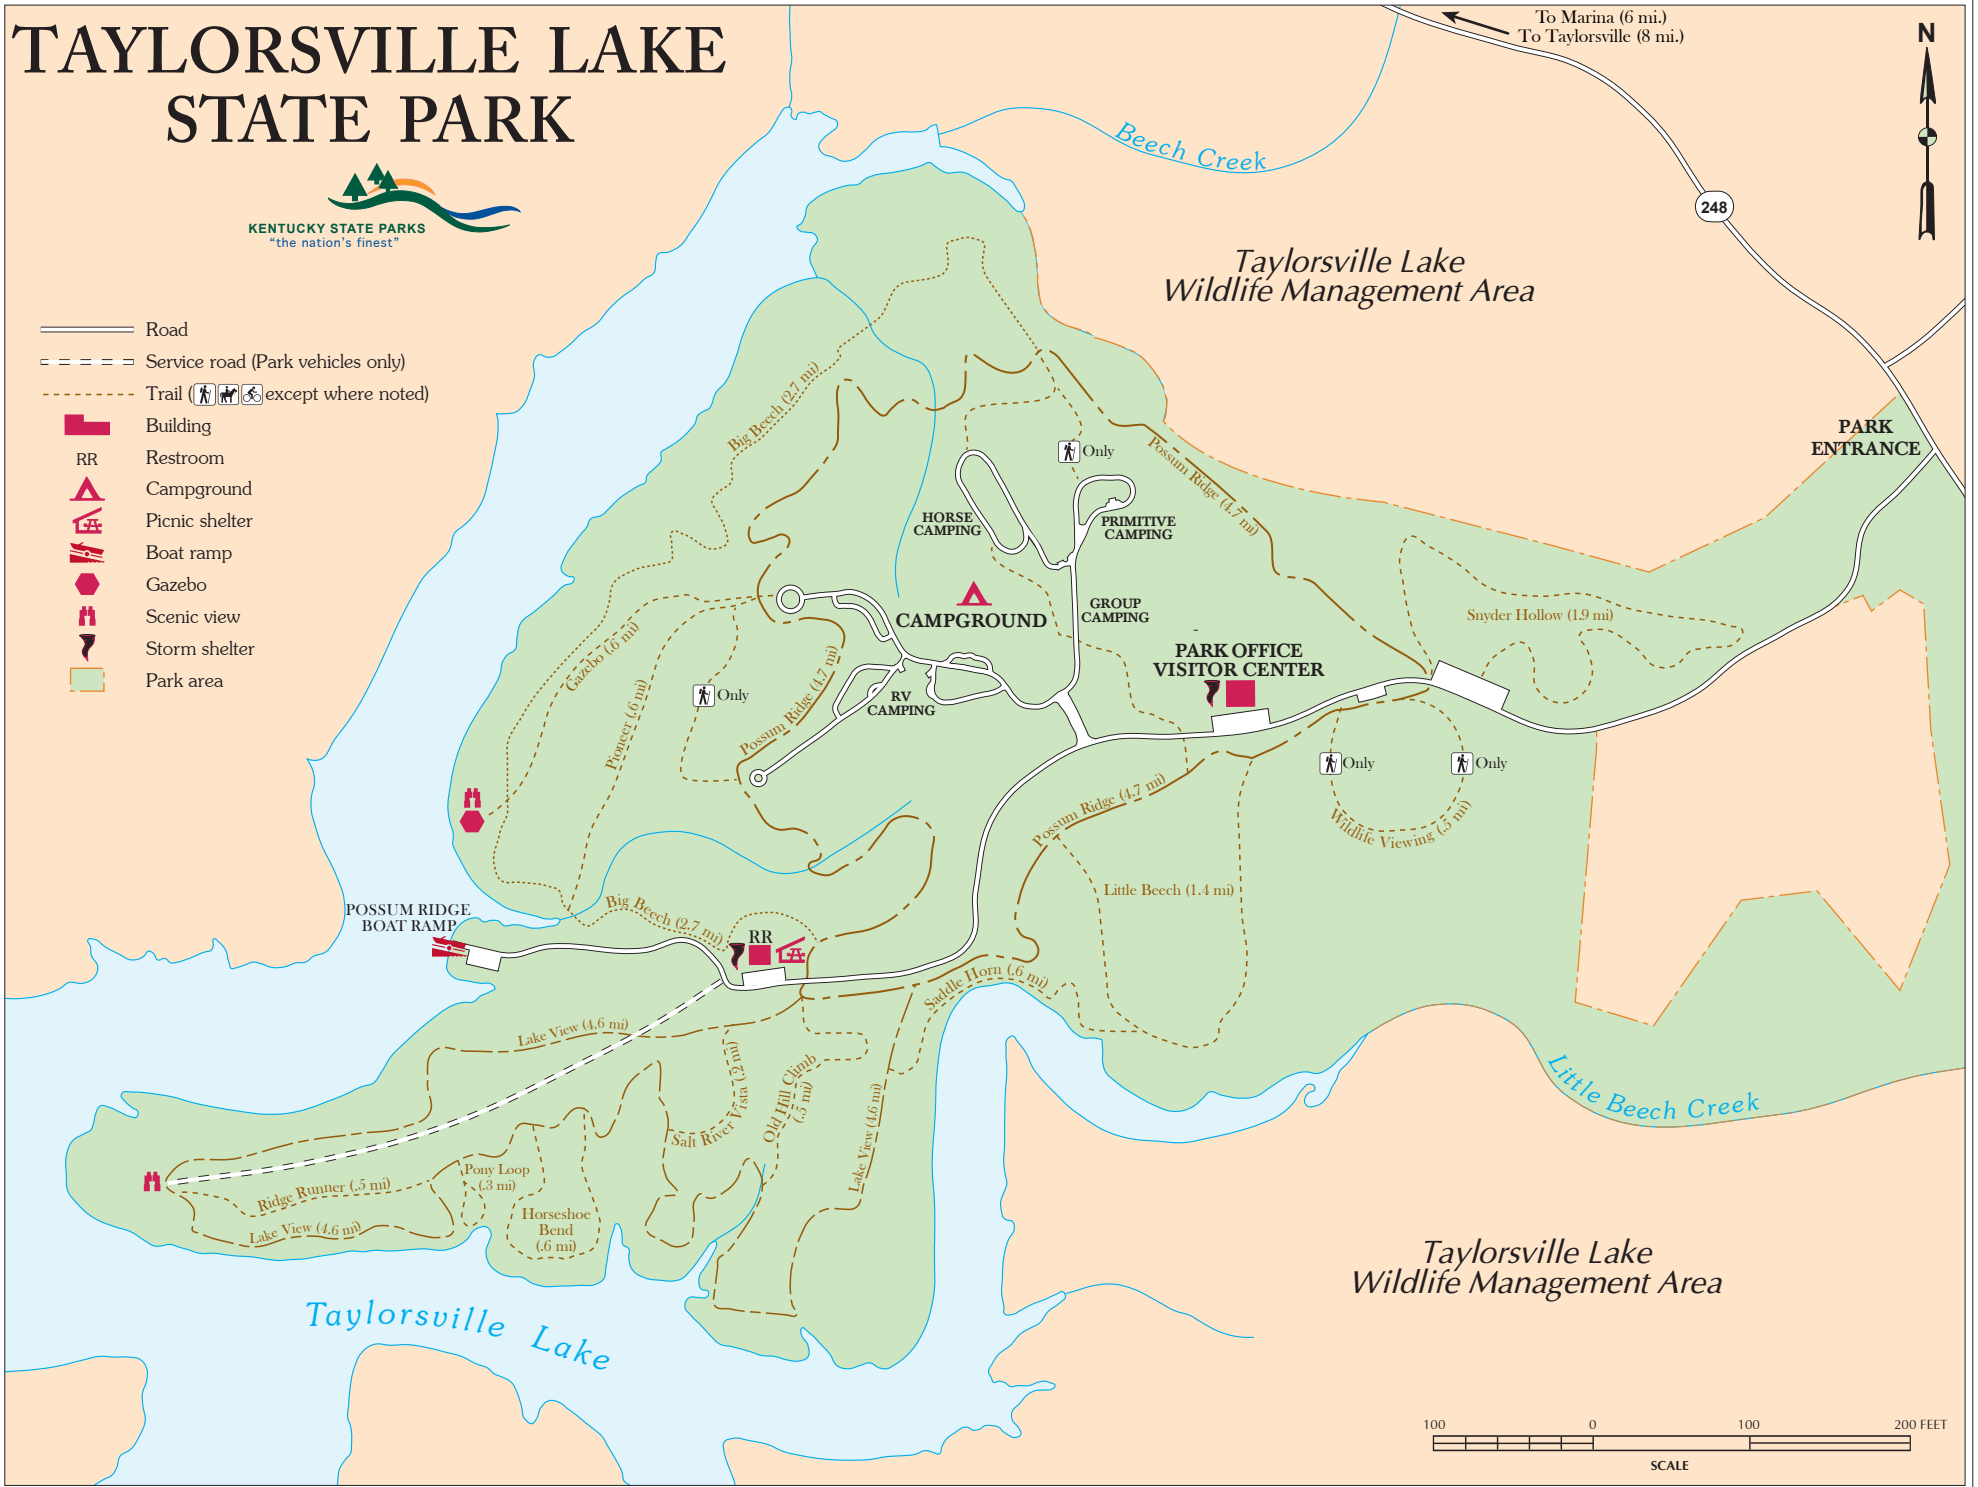 TAYLORSVILLE LAKE
STATE PARK
KENTUCKY STATE PARKS
“the nation’s finest”
To Marina (6 mi.)
To Taylorsville (8 mi.)
N
Beech Creek
248
Taylorsville Lake
Wildlife Management Area
Road
Service road (Park vehicles only)
Trail ( except where noted)
Building
RR
Restroom
Campground
Picnic shelter
Boat ramp
Gazebo
Scenic view
Storm shelter
Park area
PARK
ENTRANCE
Big Beech (2.7 mi)
Only
Possum Ridge (4.7 mi)
HORSE
CAMPING
PRIMITIVE
CAMPING
CAMPGROUND
GROUP
CAMPING
Snyder Hollow (1.9 mi)
PARK OFFICE
VISITOR CENTER
Gazebo (.6 mi)
Pioneer (.6 mi)
Only
Possum Ridge (4.7 mi)
RV
CAMPING
Only
Only
Possum Ridge (4.7 mi)
Wildlife Viewing (.5 mi)
Little Beech (1.4 mi)
POSSUM RIDGE
BOAT RAMP
Big Beech (2.7 mi)
RR
Saddle Horn (.6 mi)
Lake View (4.6 mi)
Salt River Vista (.2 mi)
Old Hill Climb
(.5 mi)
Lake View (4.6 mi)
Little Beech Creek
Pony Loop
(.3 mi)
Ridge Runner (.5 mi)
Lake View (4.6 mi)
Horseshoe
Bend
(.6 mi)
Taylorsville Lake
Wildlife Management Area
Taylorsville Lake
100 0 100 200 FEET
SCALE